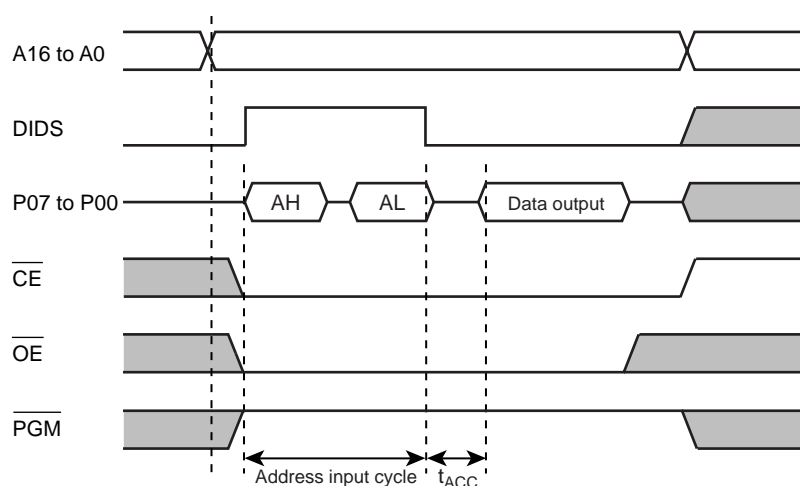 A16 to A0
DIDS
P07 to P00
AH
AL
Data output
CE
OE
PGM
Address input cycle
tACC